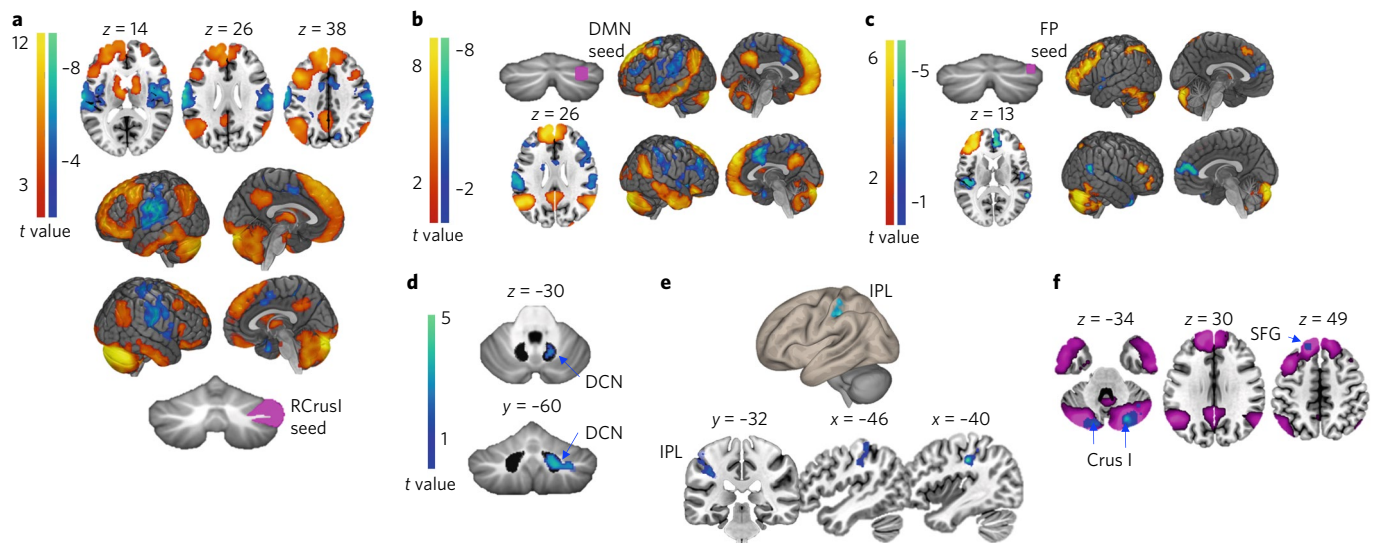 a
z = 14
z = 26
z = 38
12
–8
–4
3
t value
RCrusI
seed
b
8
–8
2
–2
t value
DMN
seed
z = 26
c
6
–5
2
–1
t value
FP
seed
z = 13
d
5
1
t value
z = –30
DCN
y = –60
DCN
e
IPL
y = –32
x = –46
x = –40
IPL
f
z = –34
z = 30
z = 49
SFG
Crus I